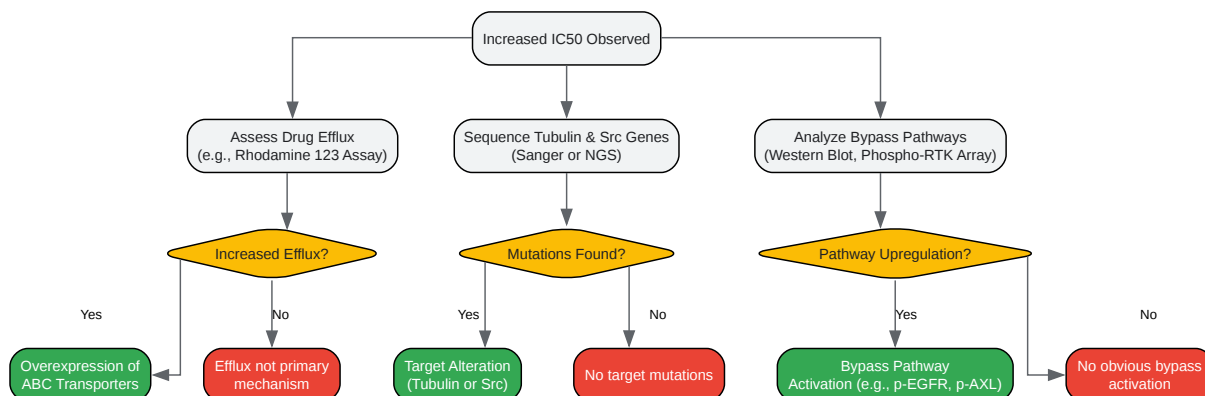 Increased IC50 Observed
Assess Drug Efflux
(e.g., Rhodamine 123 Assay)
Sequence Tubulin & Src Genes
(Sanger or NGS)
Analyze Bypass Pathways
(Western Blot, Phospho-RTK Array)
Increased Efflux?
Mutations Found?
Pathway Upregulation?
Yes
No
Yes
No
Yes
No
Overexpression of
ABC Transporters
Efflux not primary
mechanism
Target Alteration
(Tubulin or Src)
No target mutations
Bypass Pathway
Activation (e.g., p-EGFR, p-AXL)
No obvious bypass
activation